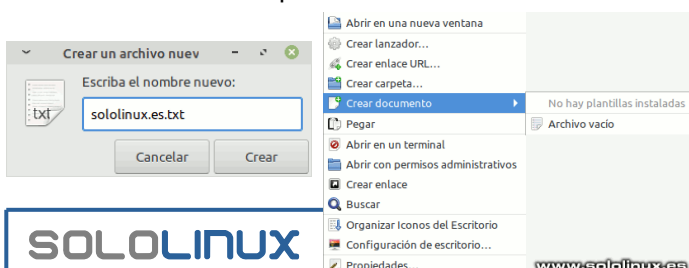 Crear un archivo nuev
Escriba el nombre nuevo:
txt
sololinux.es.txt
Cancelar
Crear
SOLOLINUX
Abrir en una nueva ventana
Crear lanzador...
Crear enlace URL...
Crear carpeta...
Crear documento
No hay plantillas instaladas
Archivo vacío
Pegar
Abrir en un terminal
Abrir con permisos administrativos
Crear enlace
Buscar
Organizar Iconos del Escritorio
Configuración de escritorio...
Propiedades...
www.sololinux.es